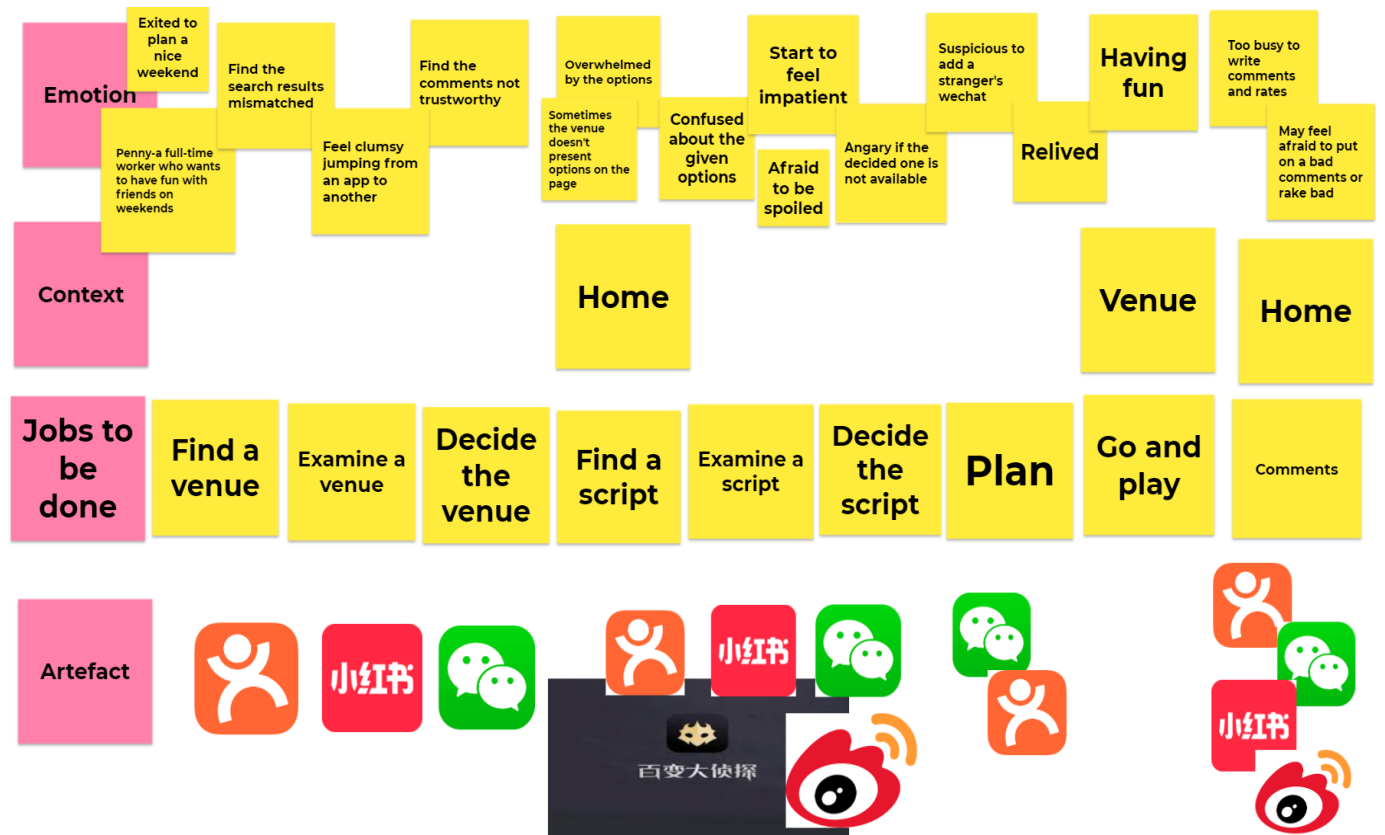 Emotion
Exited to
plan a
nice
weekend
Penny-a full-time
worker who wants
to have fun with
friends on
weekends
Find the
search results
mismatched
Feel clumsy
jumping from
an app to
another
Find the
comments not
trustworthy
Overwhelmed
by the options
Sometimes
the venue
doesn't
present
options on the
page
Confused
about the
given
options
Start to
feel
impatient
Afraid
to be
spoiled
Angary if the
decided one is
not available
Suspicious to
add a
stranger's
wechat
Relived
Having
fun
Too busy to
write
comments
and rates
May feel
afraid to put
on a bad
comments or
rake bad
Context
Home
Venue
Home
Jobs to
be
done
Find a
venue
Examine a
venue
Decide
the
venue
Find a
script
Examine a
script
Decide
the
script
Plan
Go and
play
Comments
Artefact
小红书
小红书
百变大侦探
小红书